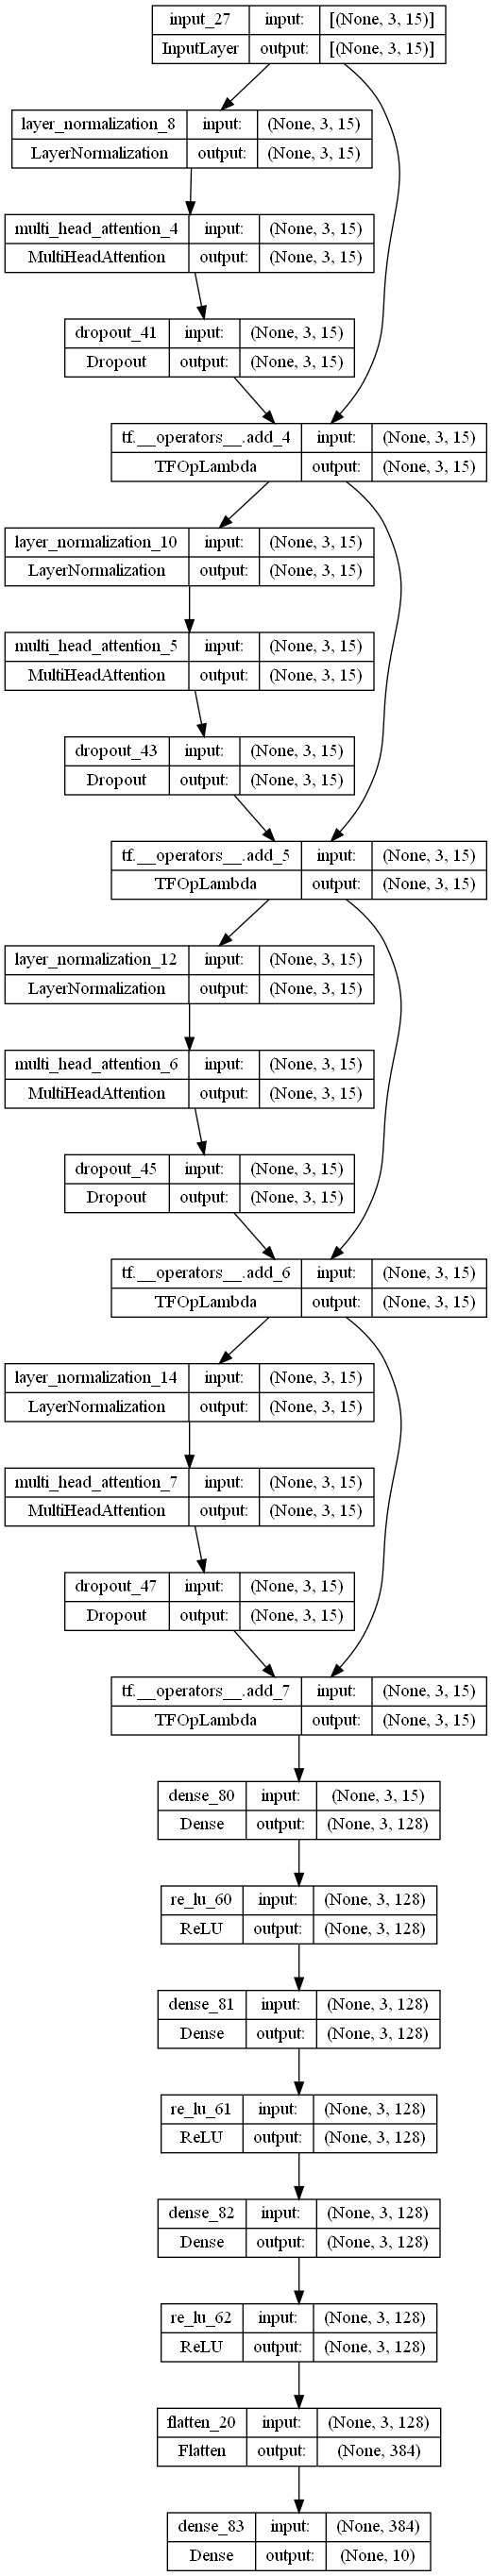 input_27 input: [(None, 3, 15)]
InputLayer output: [(None, 3, 15)]
layer_normalization_8 input: (None, 3, 15)
LayerNormalization output: (None, 3, 15)
multi_head_attention_4 input: (None, 3, 15)
MultiHeadAttention output: (None, 3, 15)
dropout_41 input: (None, 3, 15)
Dropout output: (None, 3, 15)
tf.__operators__.add_4 input: (None, 3, 15)
TFOpLambda output: (None, 3, 15)
layer_normalization_10 input: (None, 3, 15)
LayerNormalization output: (None, 3, 15)
multi_head_attention_5 input: (None, 3, 15)
MultiHeadAttention output: (None, 3, 15)
dropout_43 input: (None, 3, 15)
Dropout output: (None, 3, 15)
tf.__operators__.add_5 input: (None, 3, 15)
TFOpLambda output: (None, 3, 15)
layer_normalization_12 input: (None, 3, 15)
LayerNormalization output: (None, 3, 15)
multi_head_attention_6 input: (None, 3, 15)
MultiHeadAttention output: (None, 3, 15)
dropout_45 input: (None, 3, 15)
Dropout output: (None, 3, 15)
tf.__operators__.add_6 input: (None, 3, 15)
TFOpLambda output: (None, 3, 15)
layer_normalization_14 input: (None, 3, 15)
LayerNormalization output: (None, 3, 15)
multi_head_attention_7 input: (None, 3, 15)
MultiHeadAttention output: (None, 3, 15)
dropout_47 input: (None, 3, 15)
Dropout output: (None, 3, 15)
tf.__operators__.add_7 input: (None, 3, 15)
TFOpLambda output: (None, 3, 15)
dense_80 input: (None, 3, 15)
Dense output: (None, 3, 128)
re_lu_60 input: (None, 3, 128)
ReLU output: (None, 3, 128)
dense_81 input: (None, 3, 128)
Dense output: (None, 3, 128)
re_lu_61 input: (None, 3, 128)
ReLU output: (None, 3, 128)
dense_82 input: (None, 3, 128)
Dense output: (None, 3, 128)
re_lu_62 input: (None, 3, 128)
ReLU output: (None, 3, 128)
flatten_20 input: (None, 3, 128)
Flatten output: (None, 384)
dense_83 input: (None, 384)
Dense output: (None, 10)